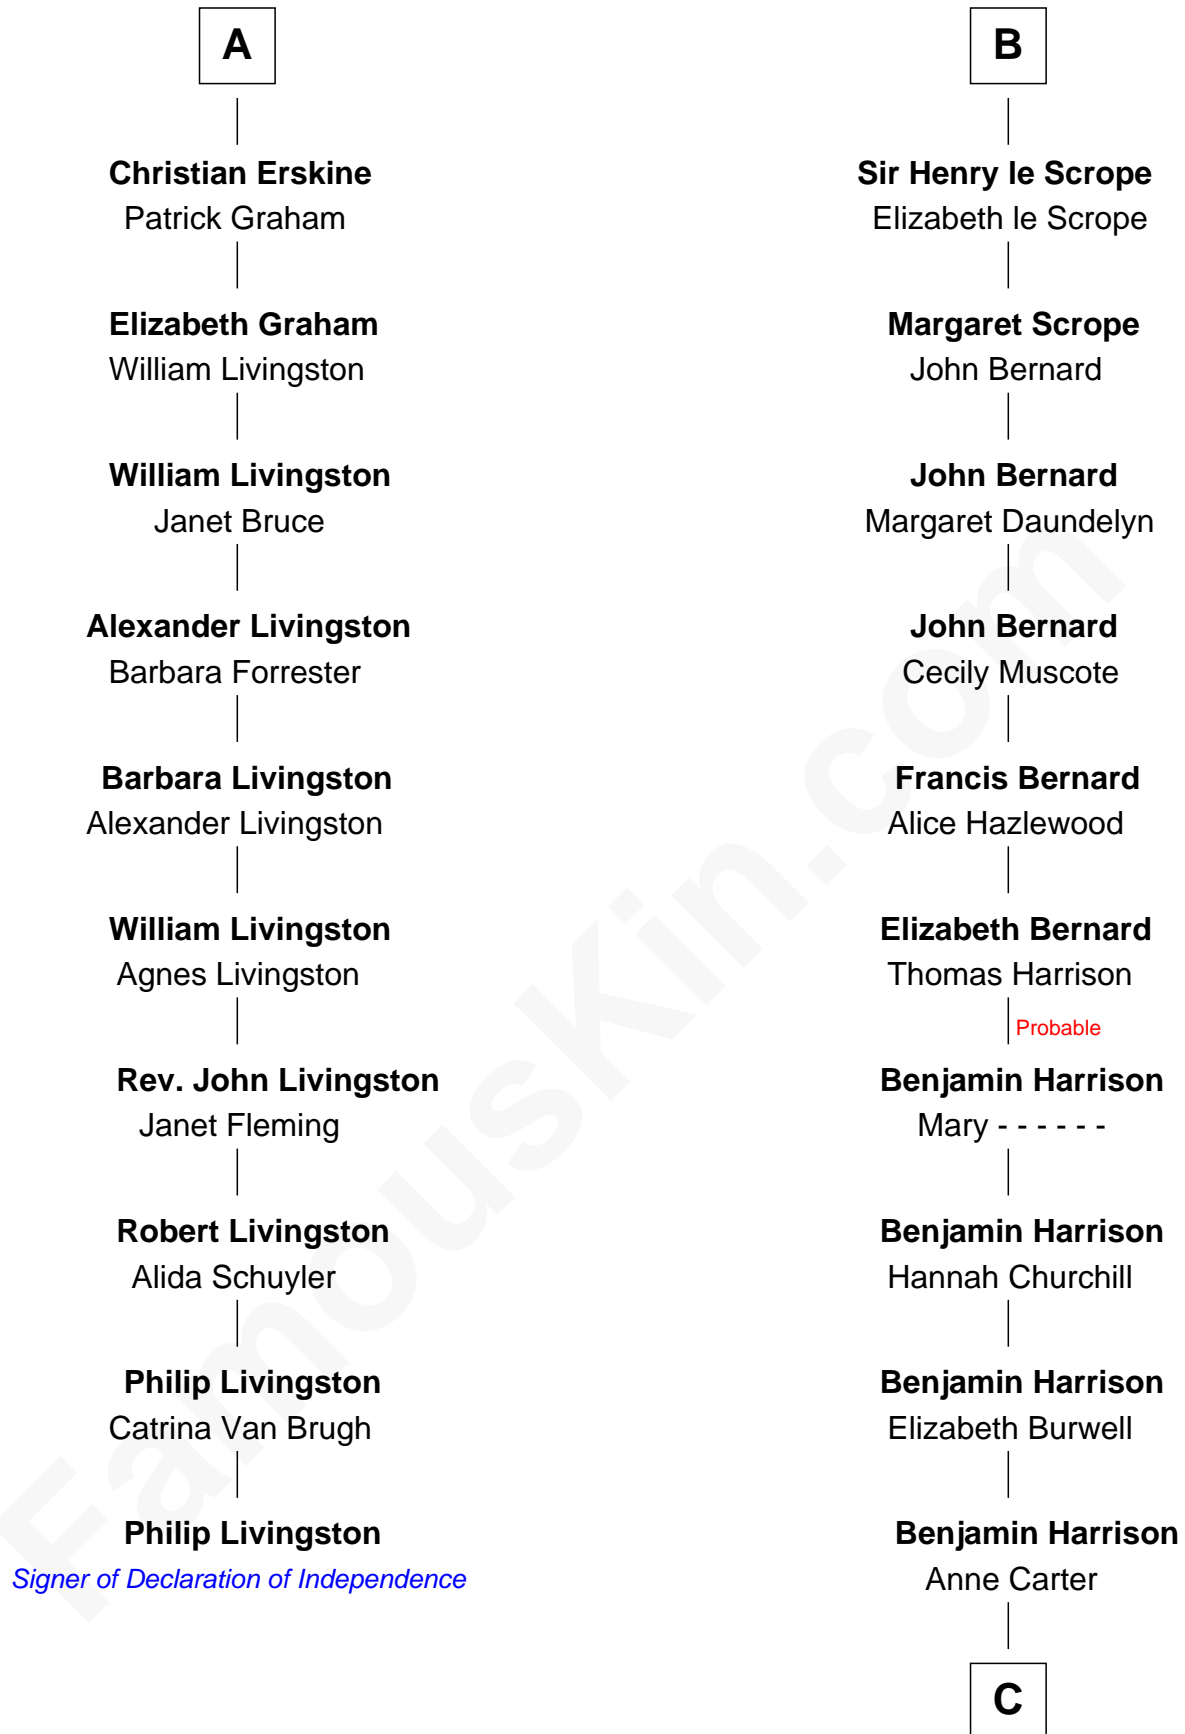 A
Christian Erskine
Patrick Graham
Elizabeth Graham
William Livingston
William Livingston
Janet Bruce
Alexander Livingston
Barbara Forrester
Barbara Livingston
Alexander Livingston
William Livingston
Agnes Livingston
Rev. John Livingston
Janet Fleming
Robert Livingston
Alida Schuyler
Philip Livingston
Catrina Van Brugh
Philip Livingston
Signer of Declaration of Independence
B
Sir Henry le Scrope
Elizabeth le Scrope
Margaret Scrope
John Bernard
John Bernard
Margaret Daundelyn
John Bernard
Cecily Muscote
Francis Bernard
Alice Hazlewood
Elizabeth Bernard
Thomas Harrison
Probable
Benjamin Harrison
Mary - - - - - -
Benjamin Harrison
Hannah Churchill
Benjamin Harrison
Elizabeth Burwell
Benjamin Harrison
Anne Carter
C
FamousKin.com